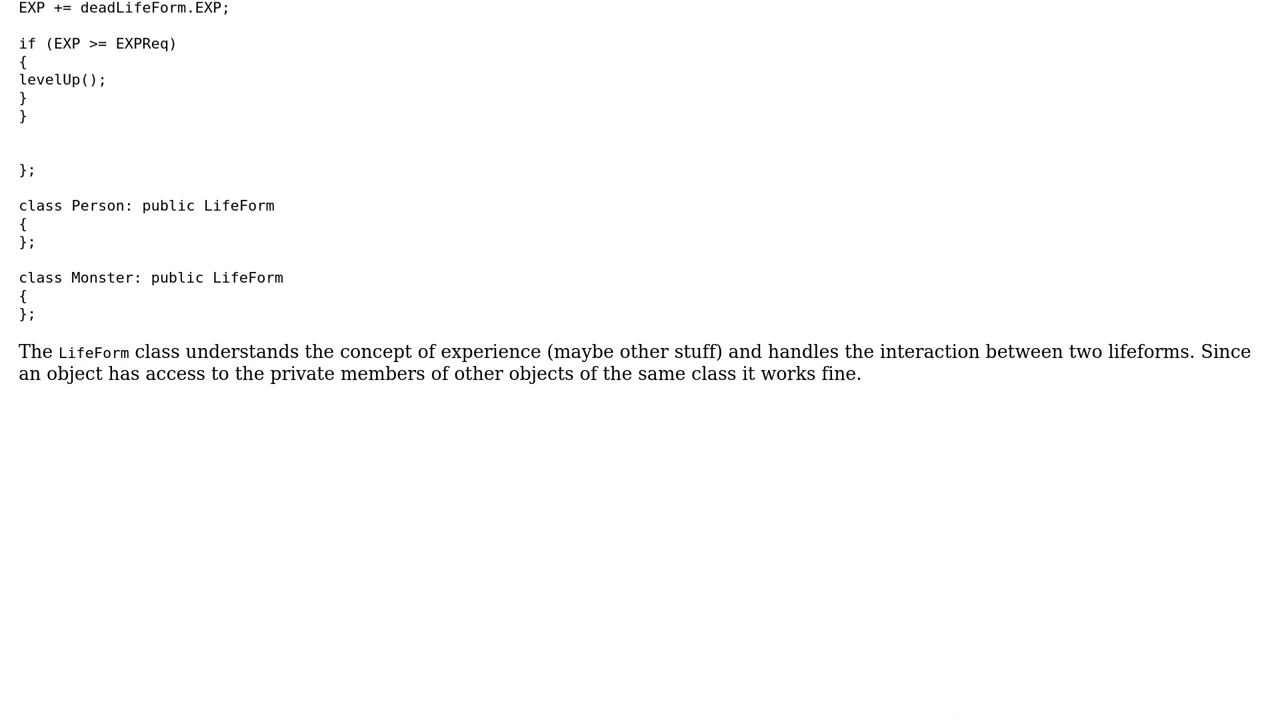 EXP += deadLifeForm.EXP;
if (EXP >= EXPReq)
{
levelUp();
}
}
};
class Person: public LifeForm
{
};
class Monster: public LifeForm
{
};
The LifeForm class understands the concept of experience (maybe other stuff) and handles the interaction between two lifeforms. Since
an object has access to the private members of other objects of the same class it works fine.